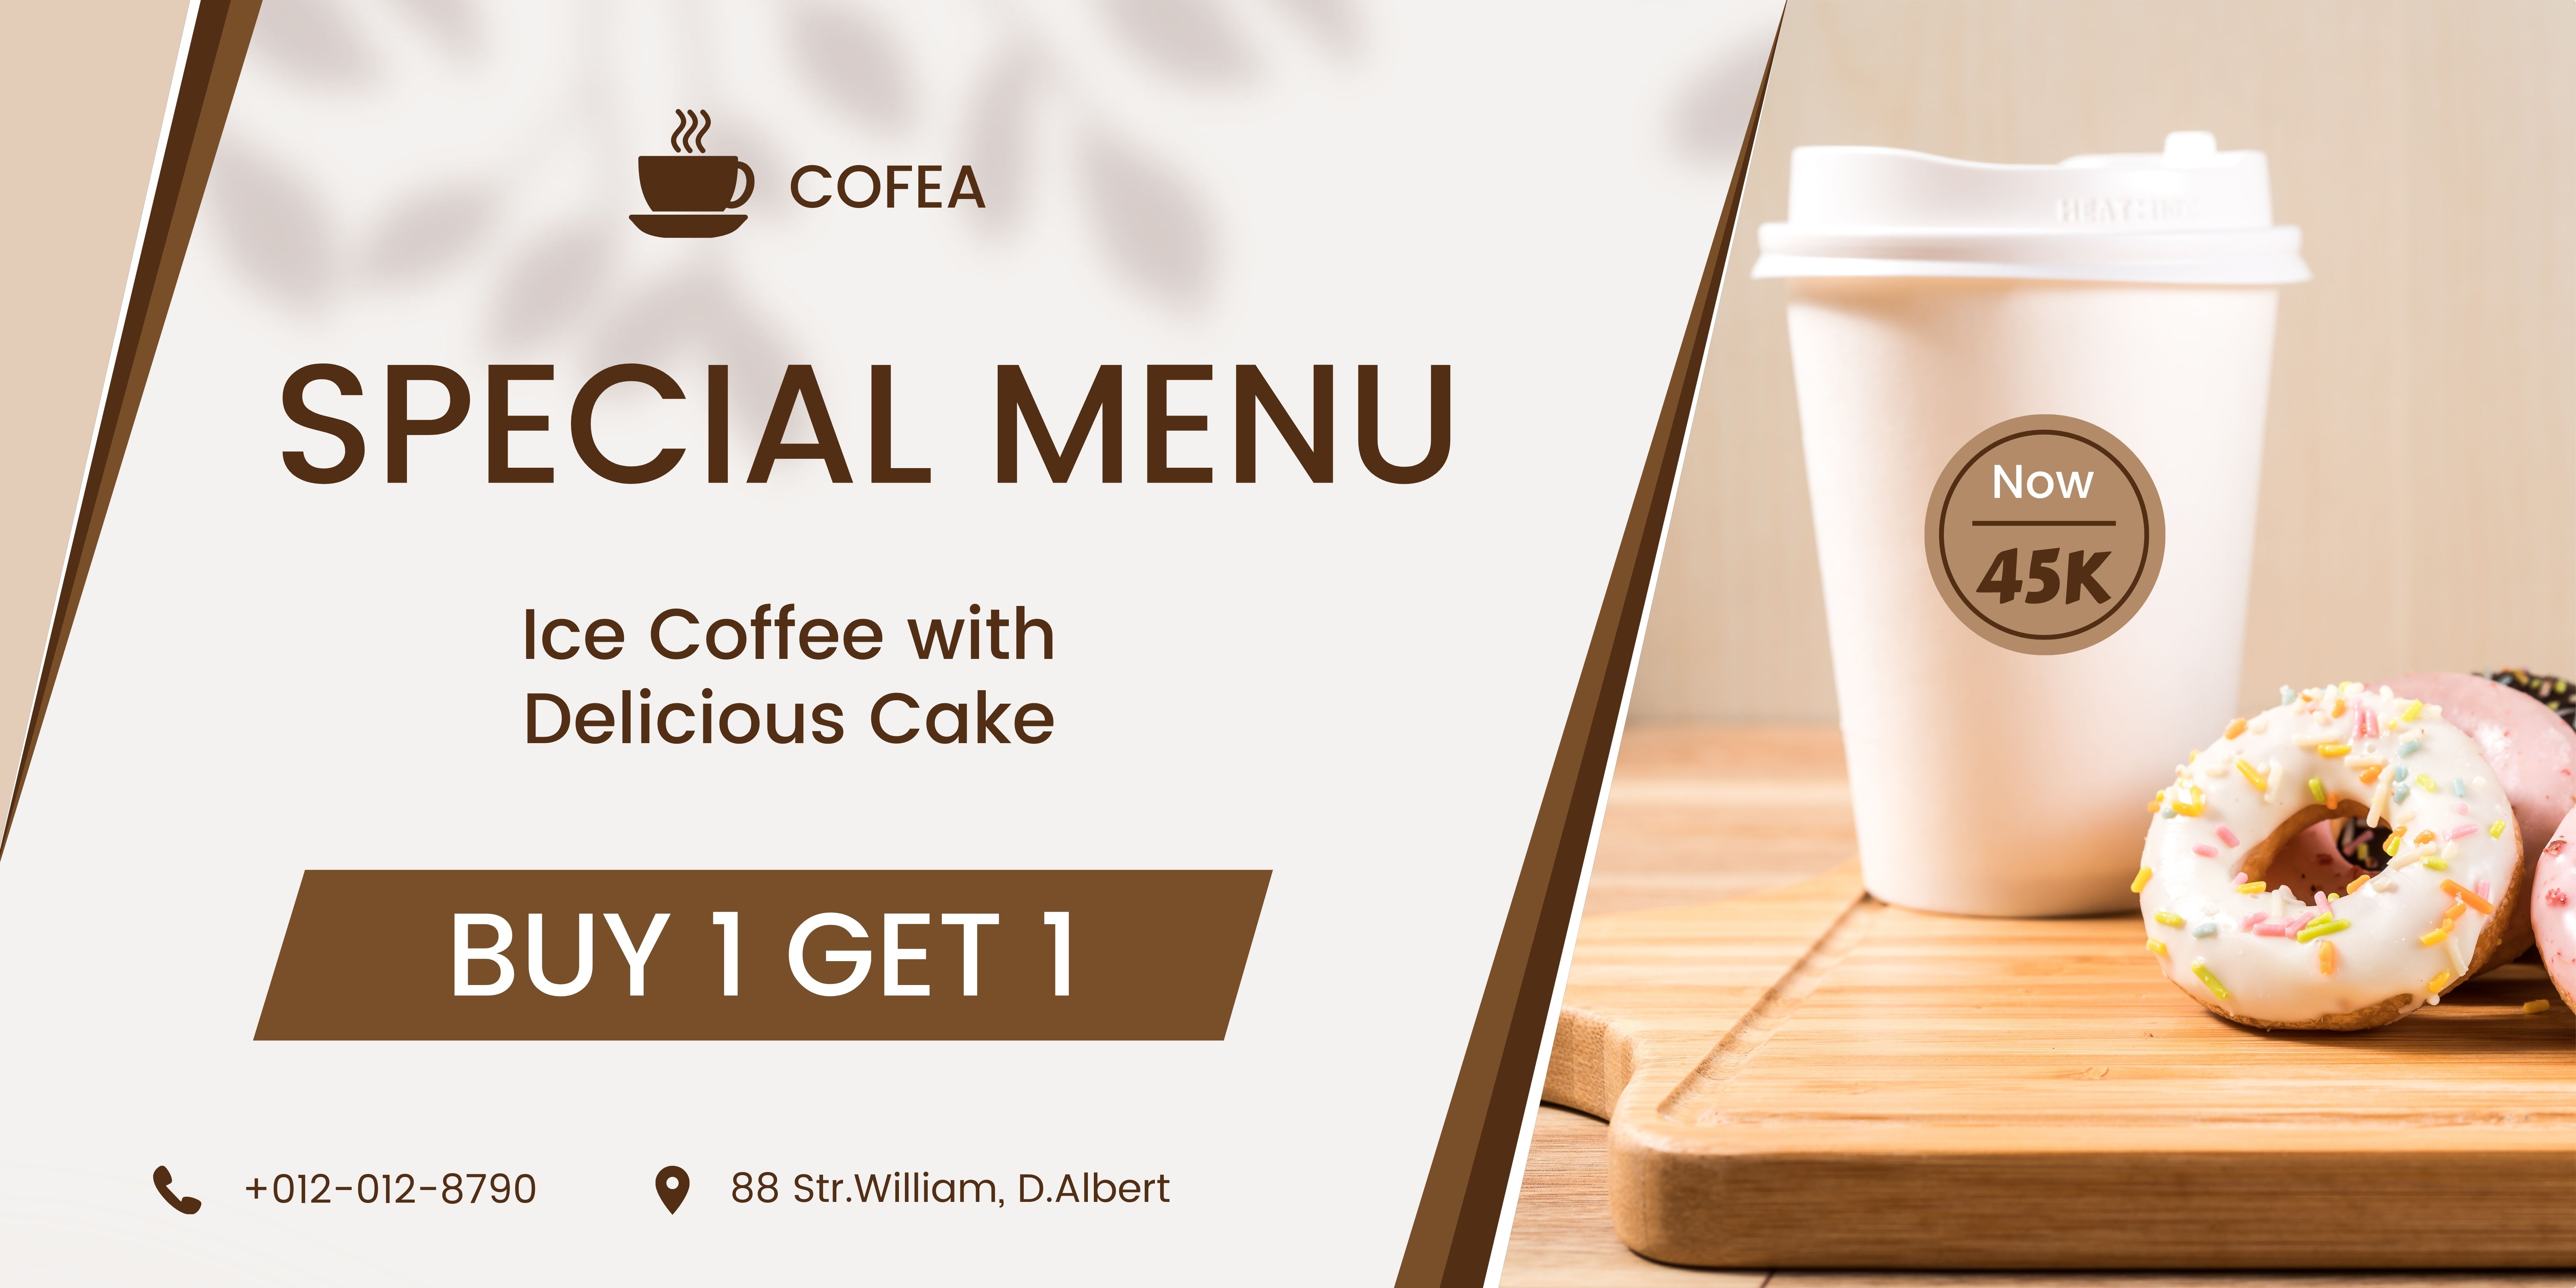 COFEA
SPECIAL MENU
Ice Coffee with
Delicious Cake
BUY 1 GET 1
+012-012-8790
88 Str.William, D.Albert
Now
45K